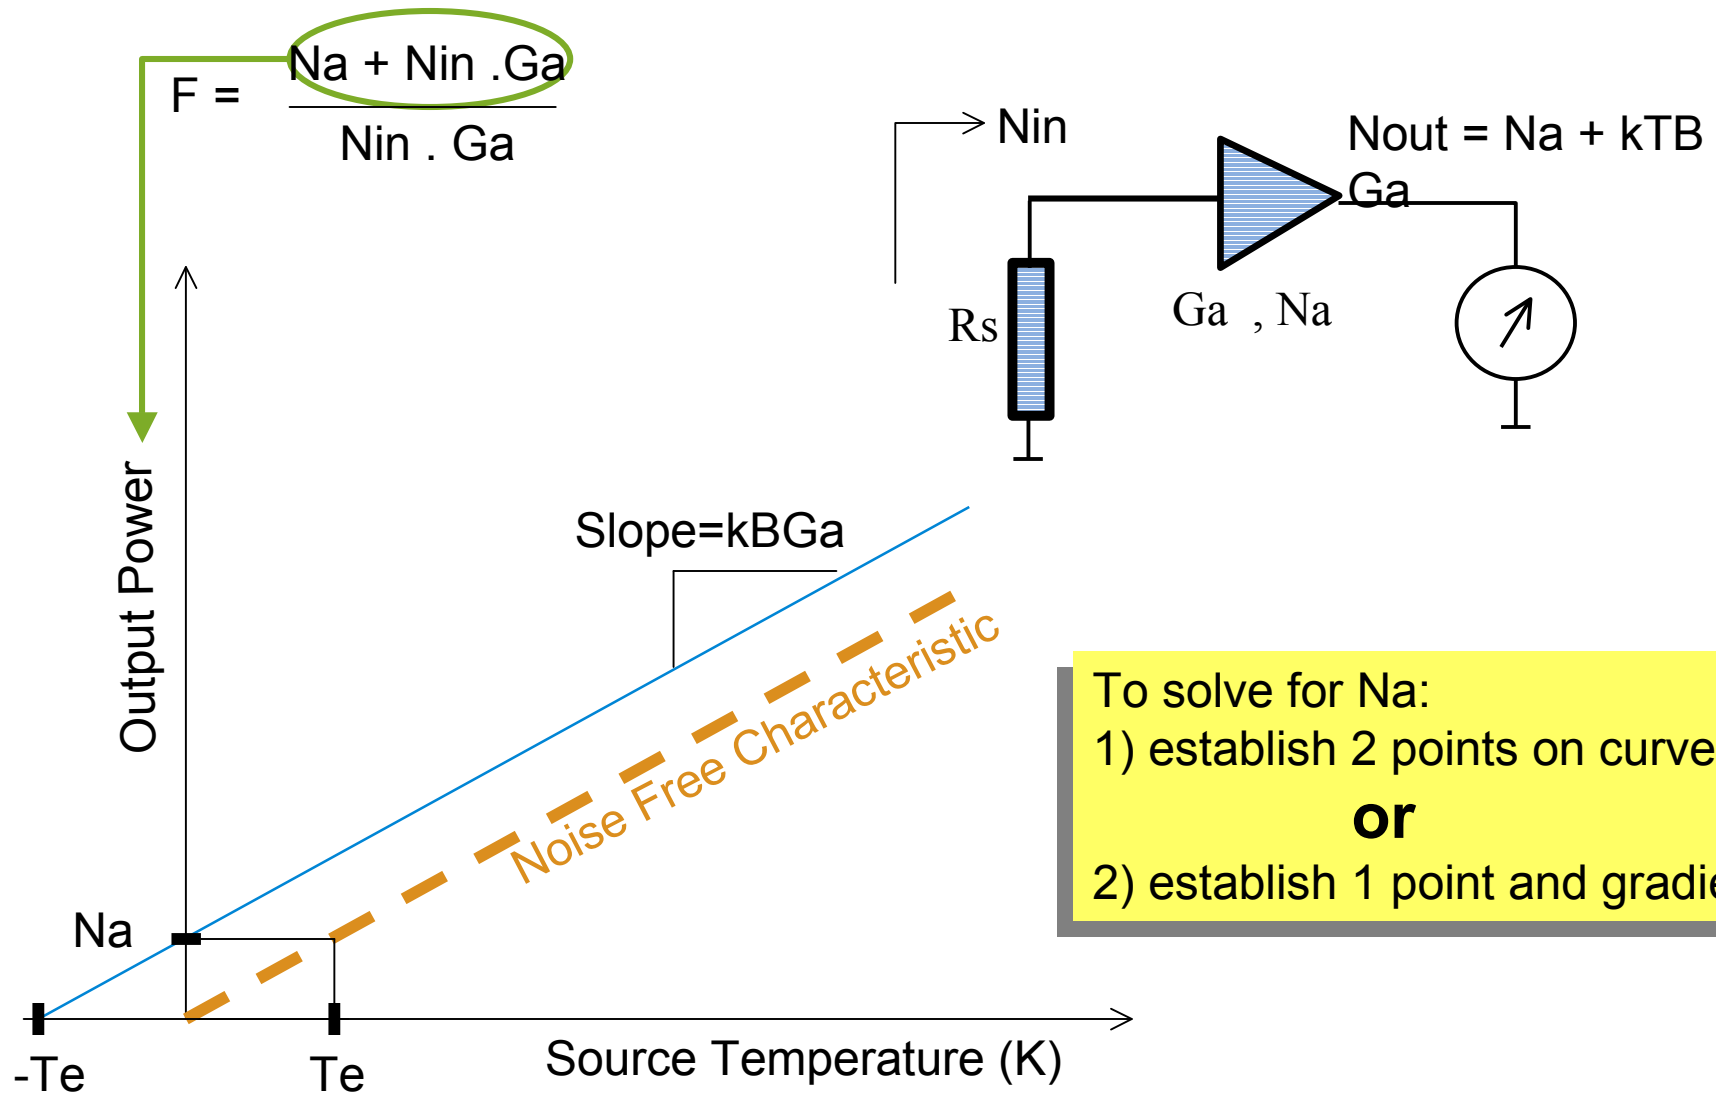 F =
Na + Nin .Ga
Nin . Ga
Nin
Nout = Na + kTB
Ga
Rs
Ga , Na
Output Power
Slope=kBGa
Noise Free Characteristic
To solve for Na:
1) establish 2 points on curve
or
2) establish 1 point and gradie
Na
-Te
Te
Source Temperature (K)